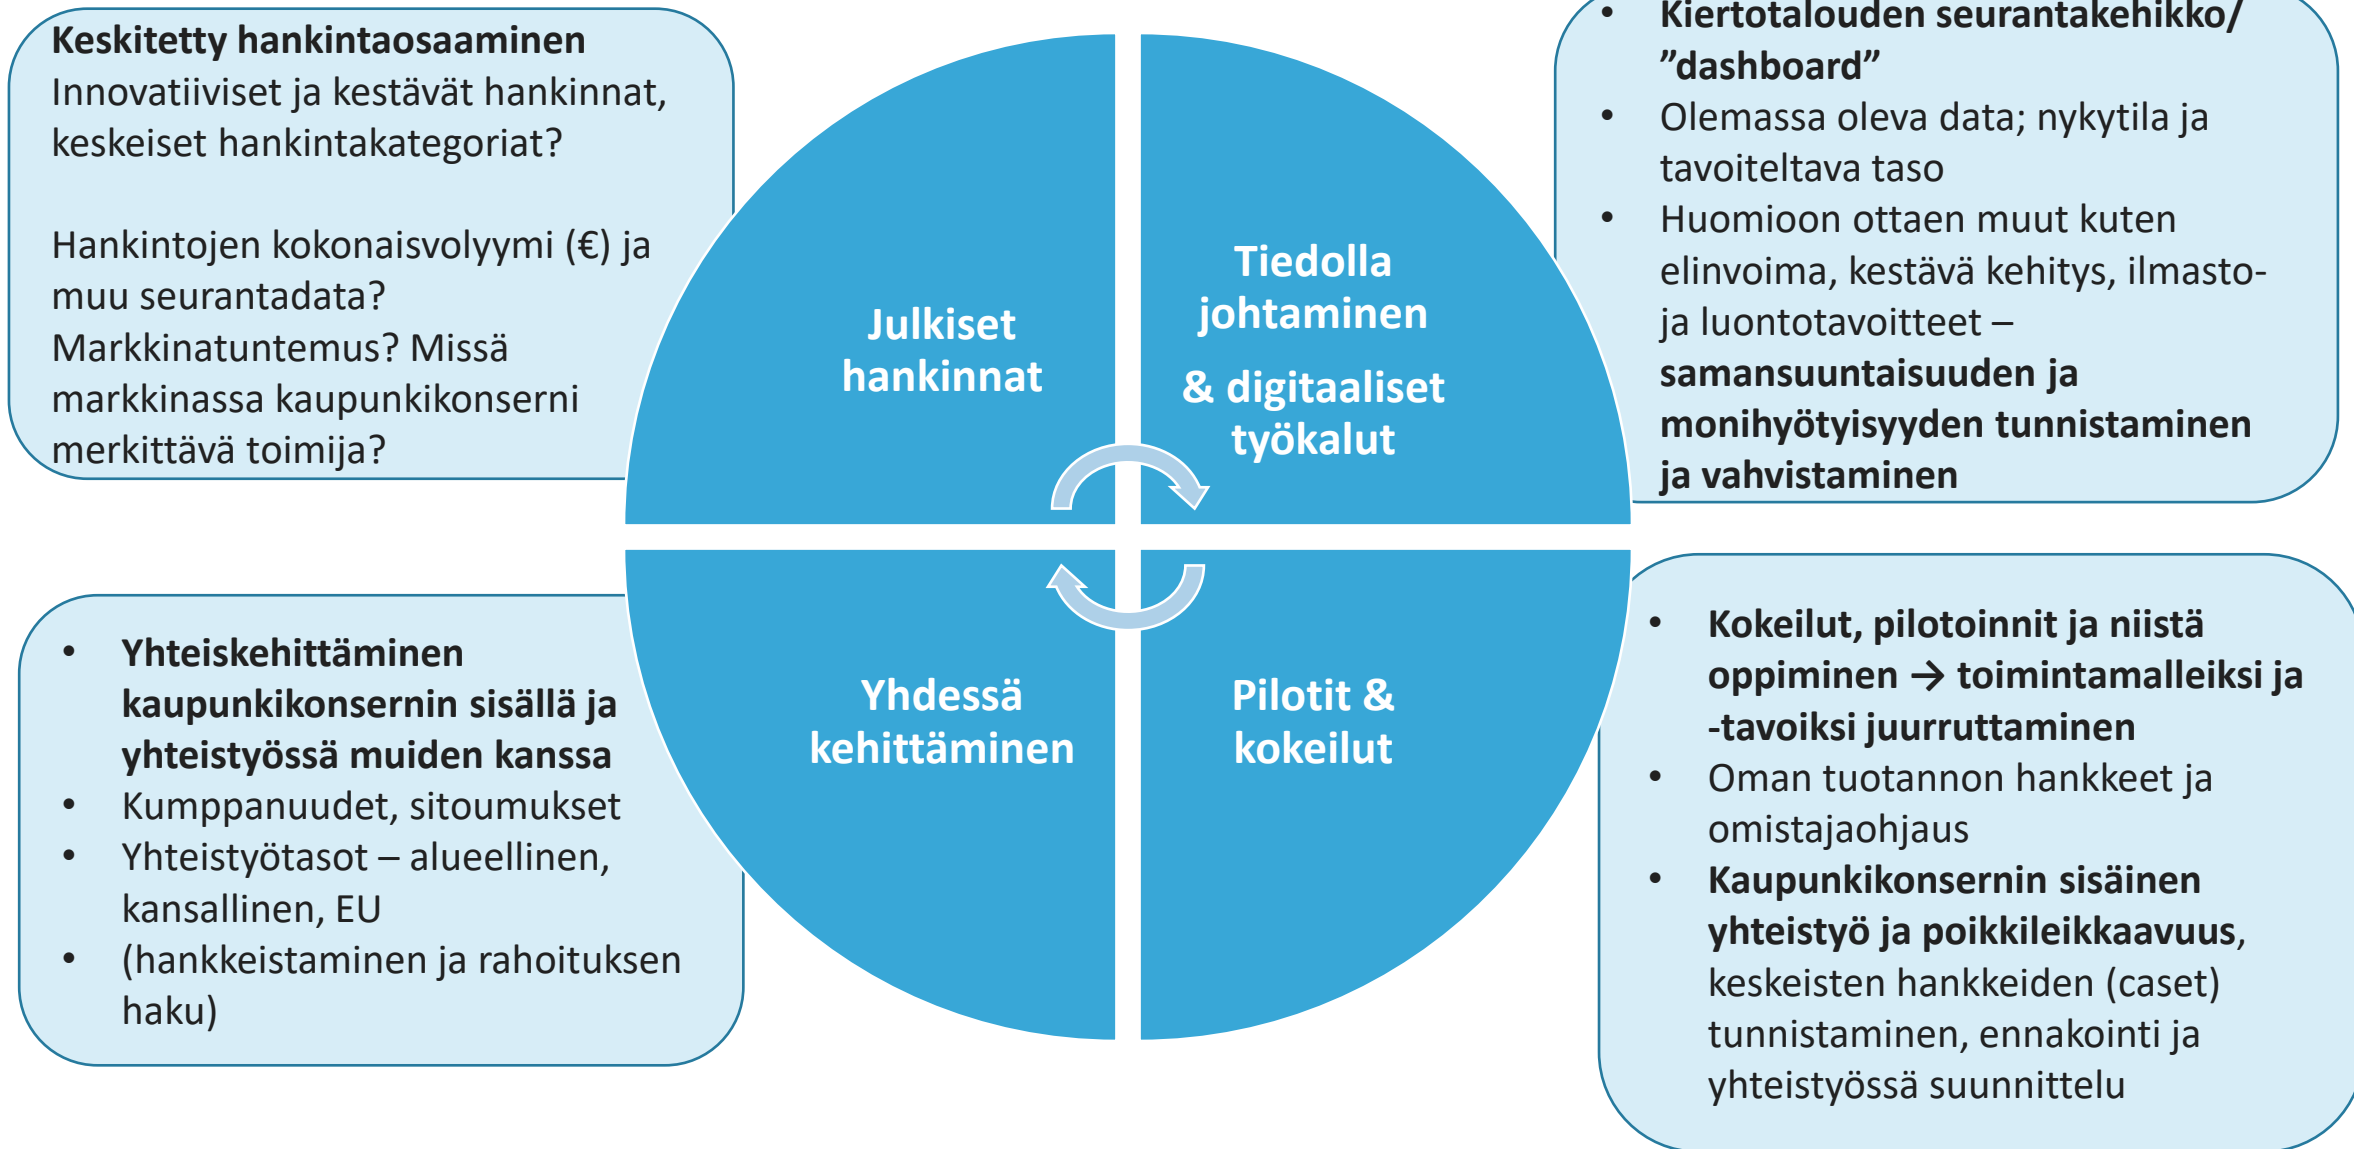 Keskitetty hankintaosaaminen
Innovatiiviset ja kestävät hankinnat,
keskeiset hankintakategoriat?
Hankintojen kokonaisvolyymi (€) ja
muu seurantadata?
Markkinatuntemus? Missä
markkinassa kaupunkikonserni
merkittävä toimija?
Julkiset
hankinnat
Tiedolla
johtaminen
& digitaaliset
työkalut
• Kiertotalouden seurantakehikko/
”dashboard”
• Olemassa oleva data; nykytila ja
tavoiteltava taso
• Huomioon ottaen muut kuten
elinvoima, kestävä kehitys, ilmasto-
ja luontotavoitteet –
samansuuntaisuuden ja
monihyötyisyyden tunnistaminen
ja vahvistaminen
• Yhteiskehittäminen
kaupunkikonsernin sisällä ja
yhteistyössä muiden kanssa
• Kumppanuudet, sitoumukset
• Yhteistyötasot – alueellinen,
kansallinen, EU
• (hankkeistaminen ja rahoituksen
haku)
Yhdessä
kehittäminen
Pilotit &
kokeilut
• Kokeilut, pilotoinnit ja niistä
oppiminen → toimintamalleiksi ja
-tavoiksi juurruttaminen
• Oman tuotannon hankkeet ja
omistajaohjaus
• Kaupunkikonsernin sisäinen
yhteistyö ja poikkileikkaavuus,
keskeisten hankkeiden (caset)
tunnistaminen, ennakointi ja
yhteistyössä suunnittelu